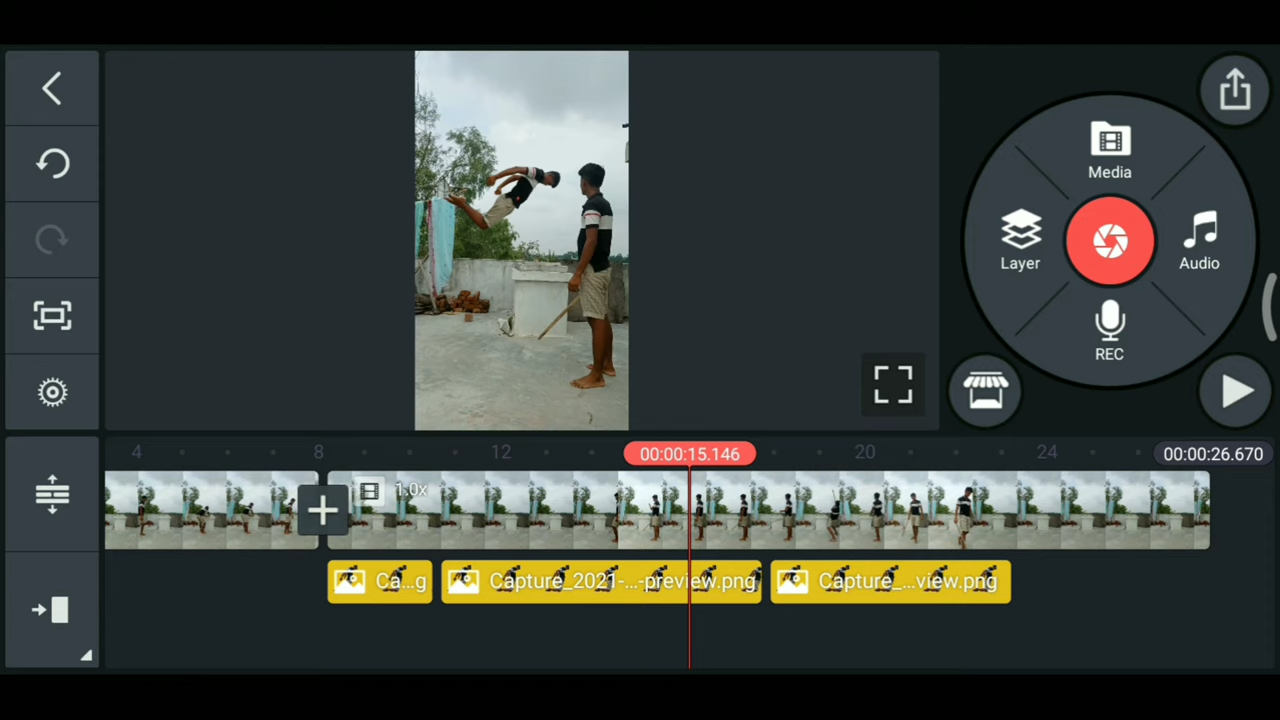 Media
Layer
Audio
REC
4
8
12
00:00:15.146
20
24
00:00:26.670
1.0x
Ca...g
Capture_2021-...-preview.png
Capture_...view.png